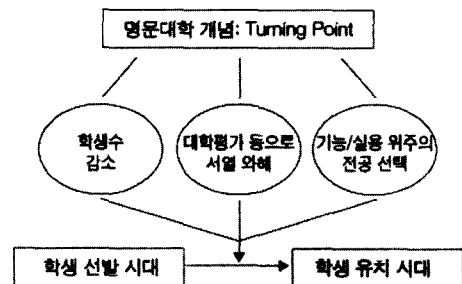 명문대학 개념: Turning Point
학생수
감소
대학평가 등으로
서열 와해
기능/실용 위주의
전공 선택
학생 선발 시대
학생 유치 시대